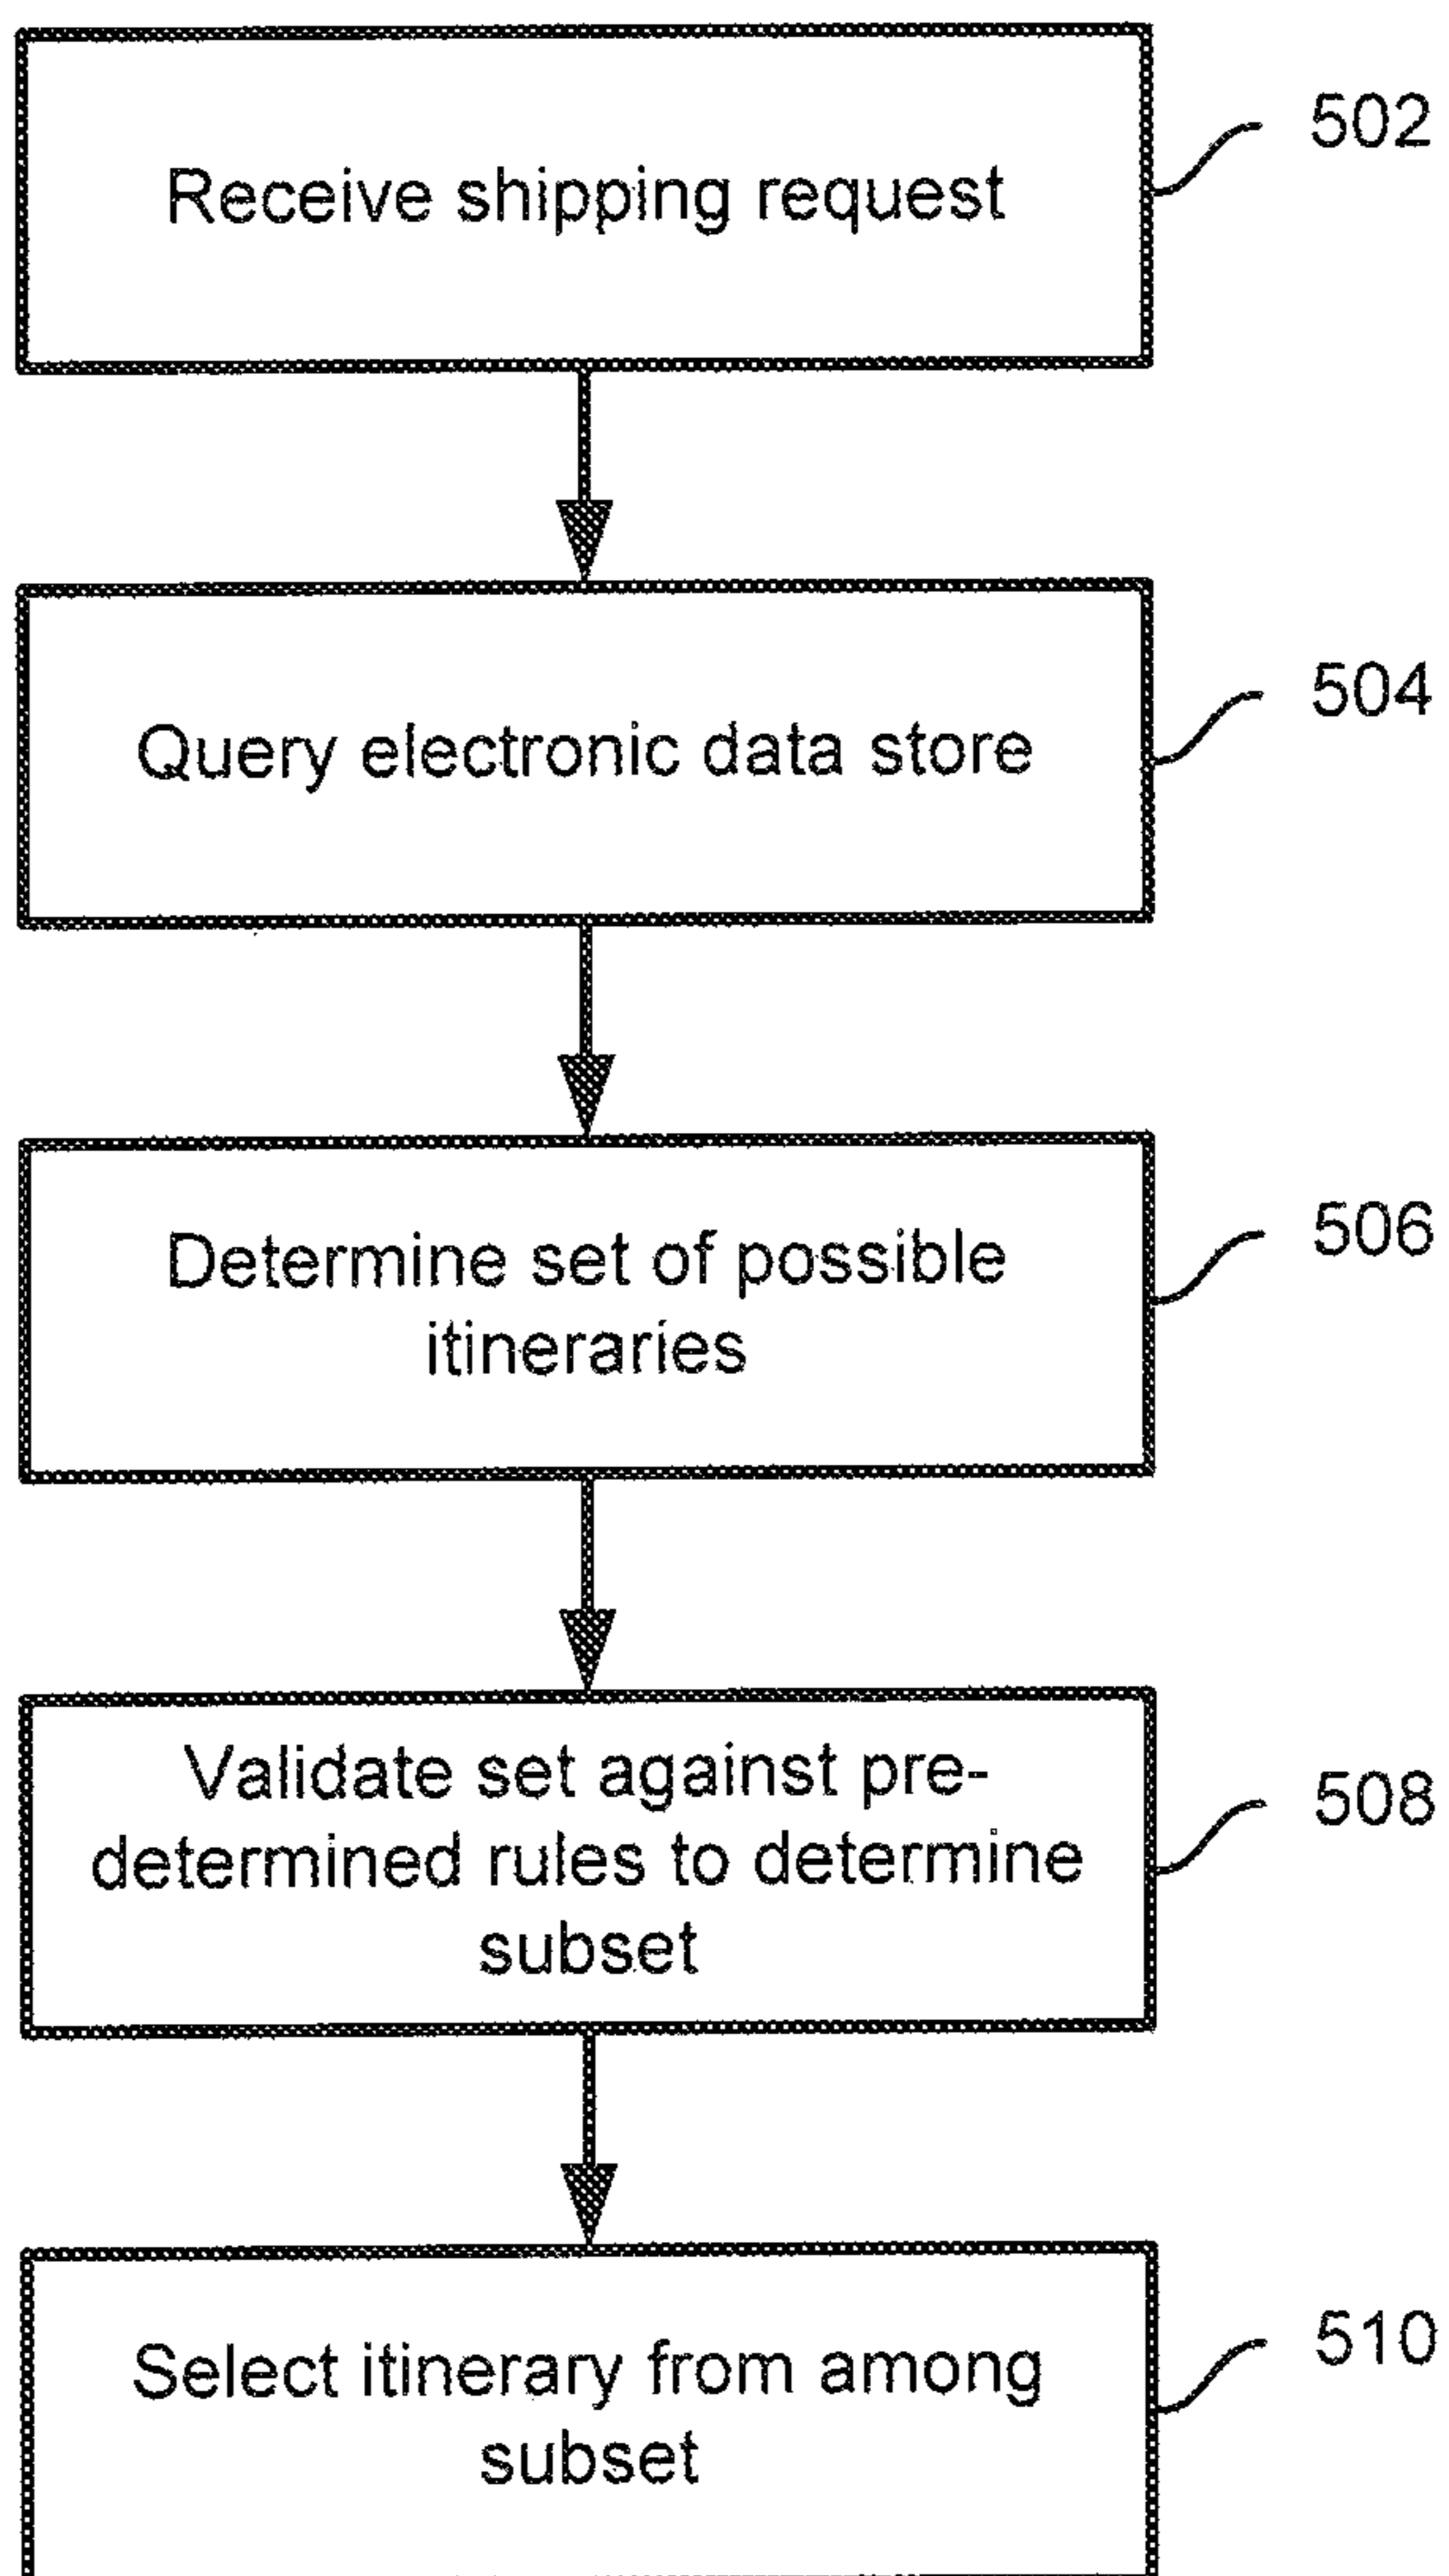 Receive shipping request
502
Query electronic data store
504
Determine set of possible
itineraries
506
Validate set against pre-
determined rules to determine
subset
508
Select itinerary from among
subset
510